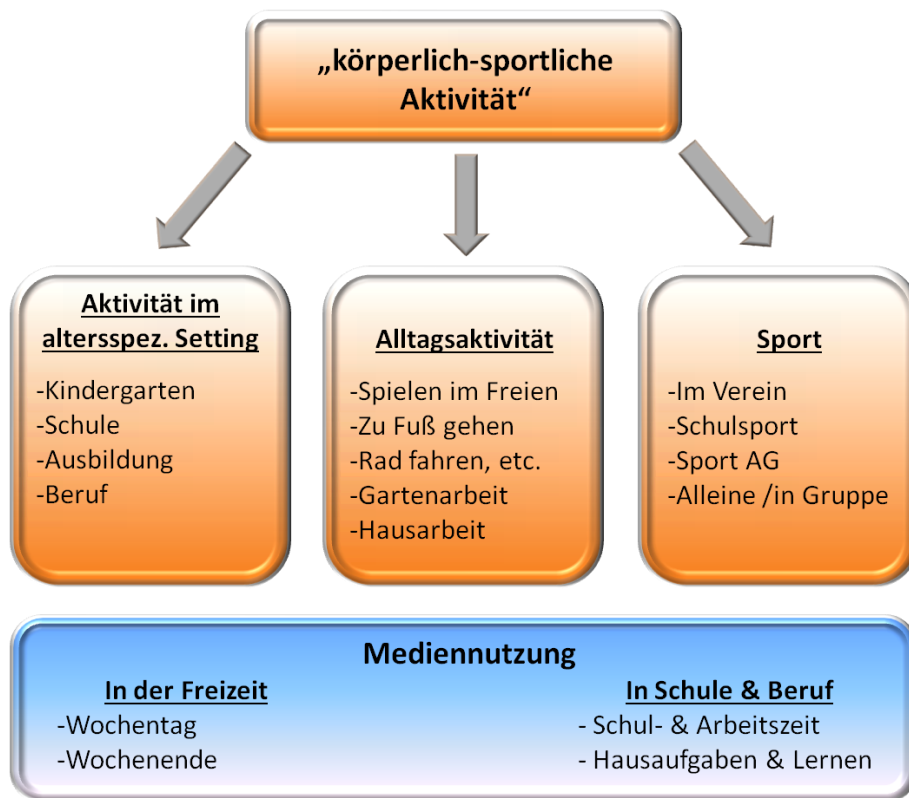 „körperlich-sportliche
Aktivität“
Aktivität im
altersspez. Setting
-Kindergarten
-Schule
-Ausbildung
-Beruf
Alltagsaktivität
-Spielen im Freien
-Zu Fuß gehen
-Rad fahren, etc.
-Gartenarbeit
-Hausarbeit
Sport
-Im Verein
-Schulsport
-Sport AG
-Alleine /in Gruppe
Mediennutzung
In der Freizeit
-Wochentag
-Wochenende
In Schule & Beruf
- Schul- & Arbeitszeit
- Hausaufgaben & Lernen